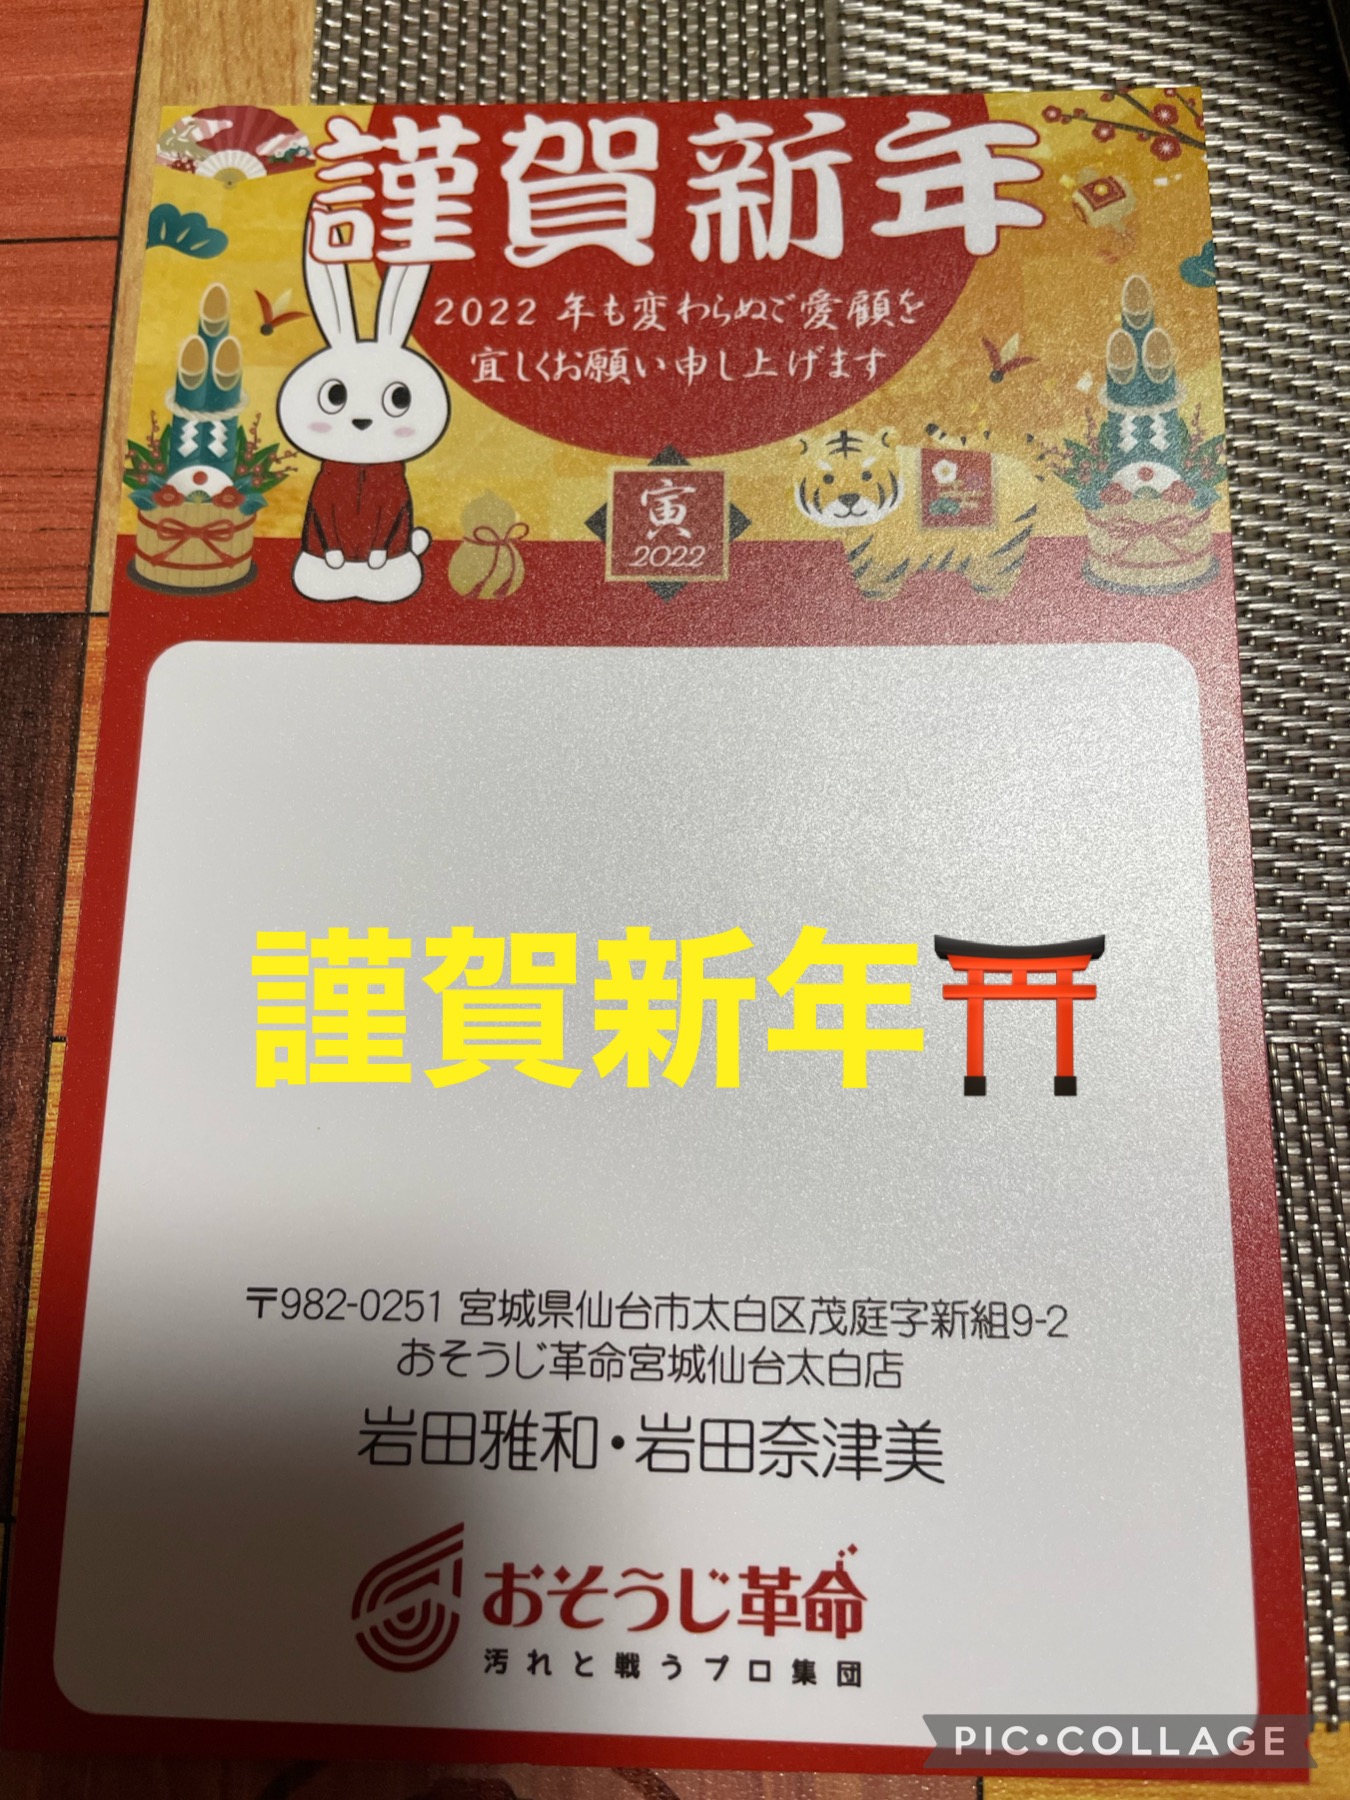 謹賀新年
2022 年も変わらぬご愛顧を
宜しくお願い申し上げます
寅
2022
謹賀新年⛩
〒982-0251 宮城県仙台市太白区茂庭字新組9-2
おそうじ革命宮城仙台太白店
岩田雅和・岩田奈津美
おそうじ革命
汚れと戦うプロ集団
PIC•COLLAGE